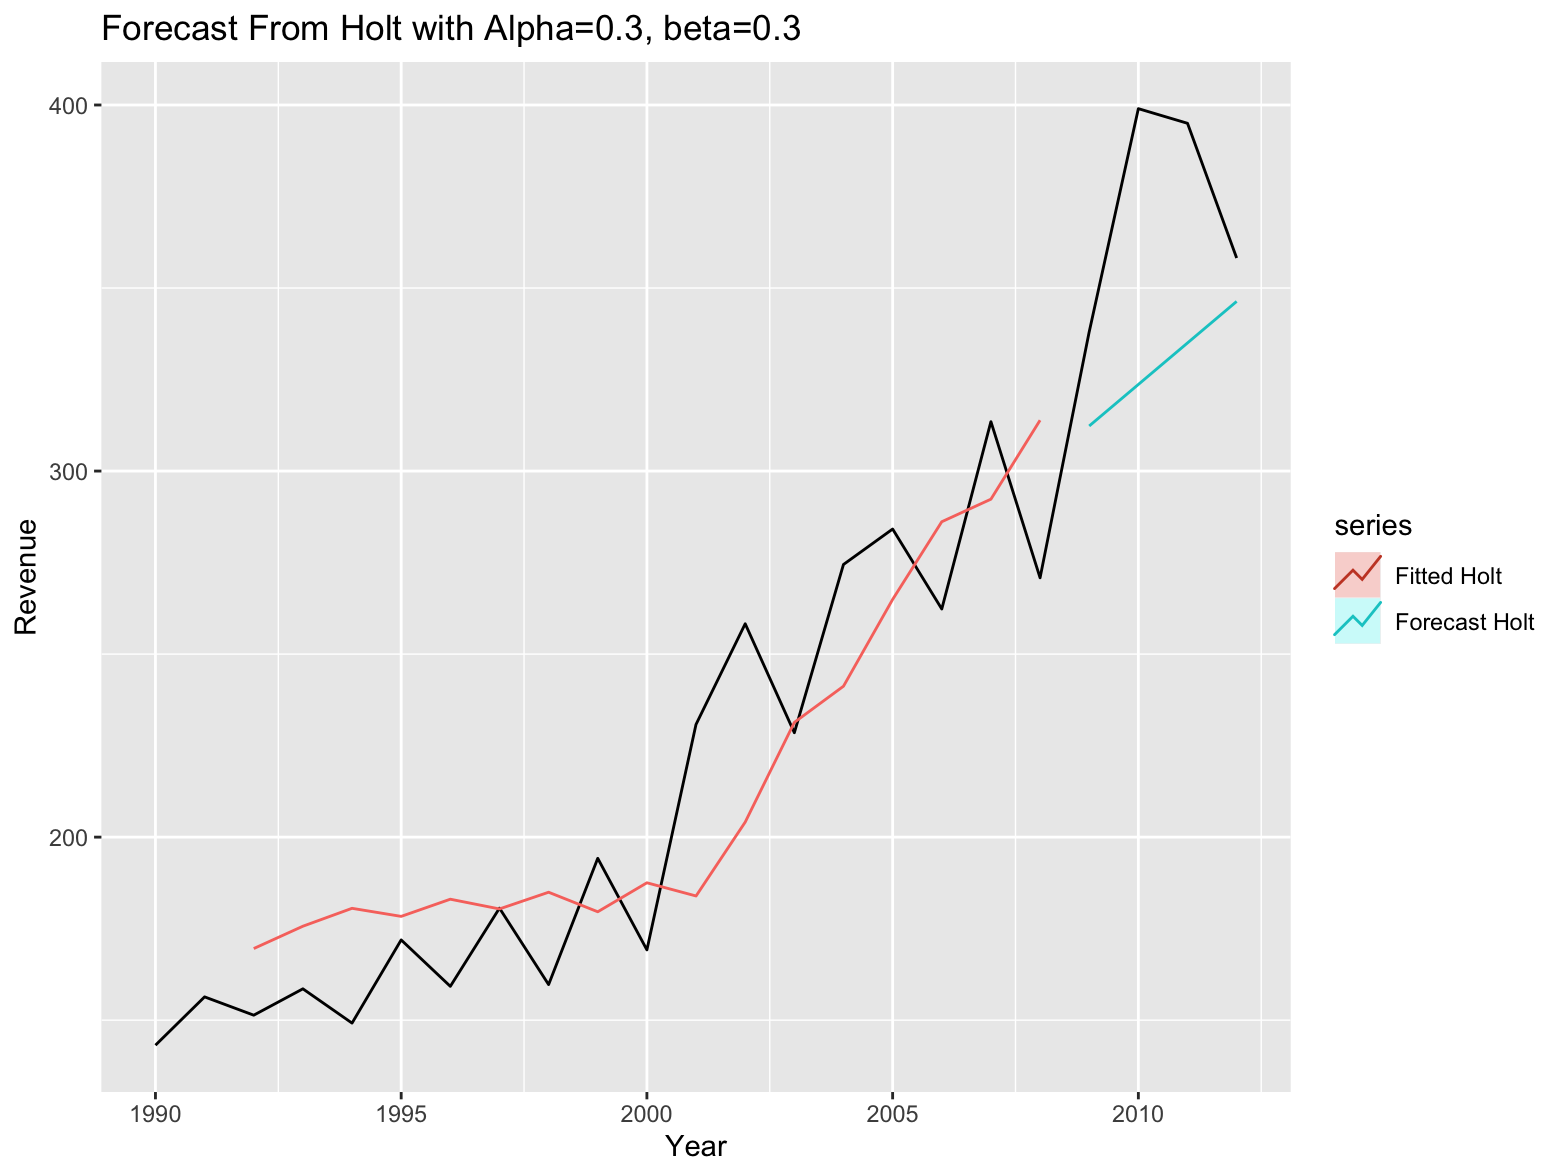 Forecast From Holt with Alpha=0.3, beta=0.3
400
300
200
Revenue
1990
1995
2000
2005
2010
Year
series
Fitted Holt
Forecast Holt